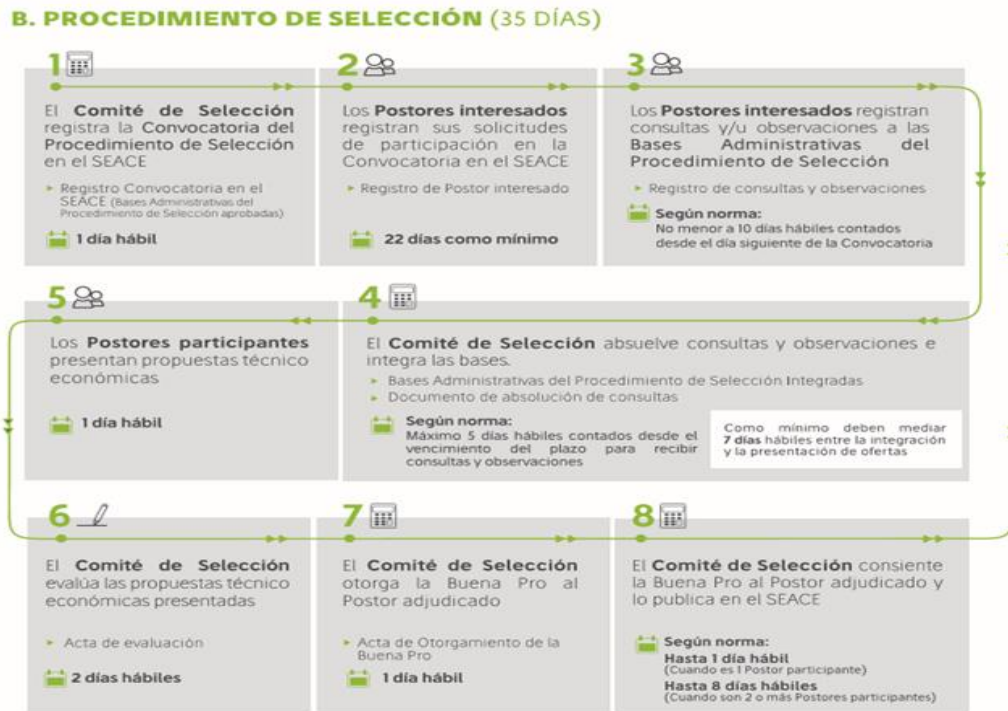 B. PROCEDIMIENTO DE SELECCIÓN (35 DÍAS)
1
El Comité de Selección
registra la Convocatoria del
Procedimiento de Selección
en el SEACE
Registro Convocatoria en el
SEACE (Bases Administrativas del
Procedimiento de Selección aprobadas)
1 día hábil
2
Los Postores interesados
registran sus solicitudes
de participación en la
Convocatoria en el SEACE
Registro de Postor interesado
22 días como mínimo
3
Los Postores interesados registran
consultas y/u observaciones a las
Bases Administrativas del
Procedimiento de Selección
Registro de consultas y observaciones
Según norma:
No menor a 10 días hábiles contados
desde el día siguiente de la Convocatoria
4
El Comité de Selección absuelve consultas y observaciones e
integra las bases.
Bases Administrativas del Procedimiento de Selección Integradas
Documento de absolución de consultas
Según norma:
Máximo 5 días hábiles contados desde el
vencimiento del plazo para recibir
consultas y observaciones
Como mínimo deben mediar
7 días hábiles entre la integración
y la presentación de ofertas
5
Los Postores participantes
presentan propuestas técnico
económicas
1 día hábil
6
El Comité de Selección
evalúa las propuestas técnico
económicas presentadas
Acta de evaluación
2 días hábiles
7
El Comité de Selección
otorga la Buena Pro al
Postor adjudicado
Acta de Otorgamiento de la
Buena Pro
1 día hábil
8
El Comité de Selección consiente
la Buena Pro al Postor adjudicado y
lo publica en el SEACE
Según norma:
Hasta 1 día hábil
(Cuando es 1 Postor participante)
Hasta 8 días hábiles
(Cuando son 2 o más Postores participantes)